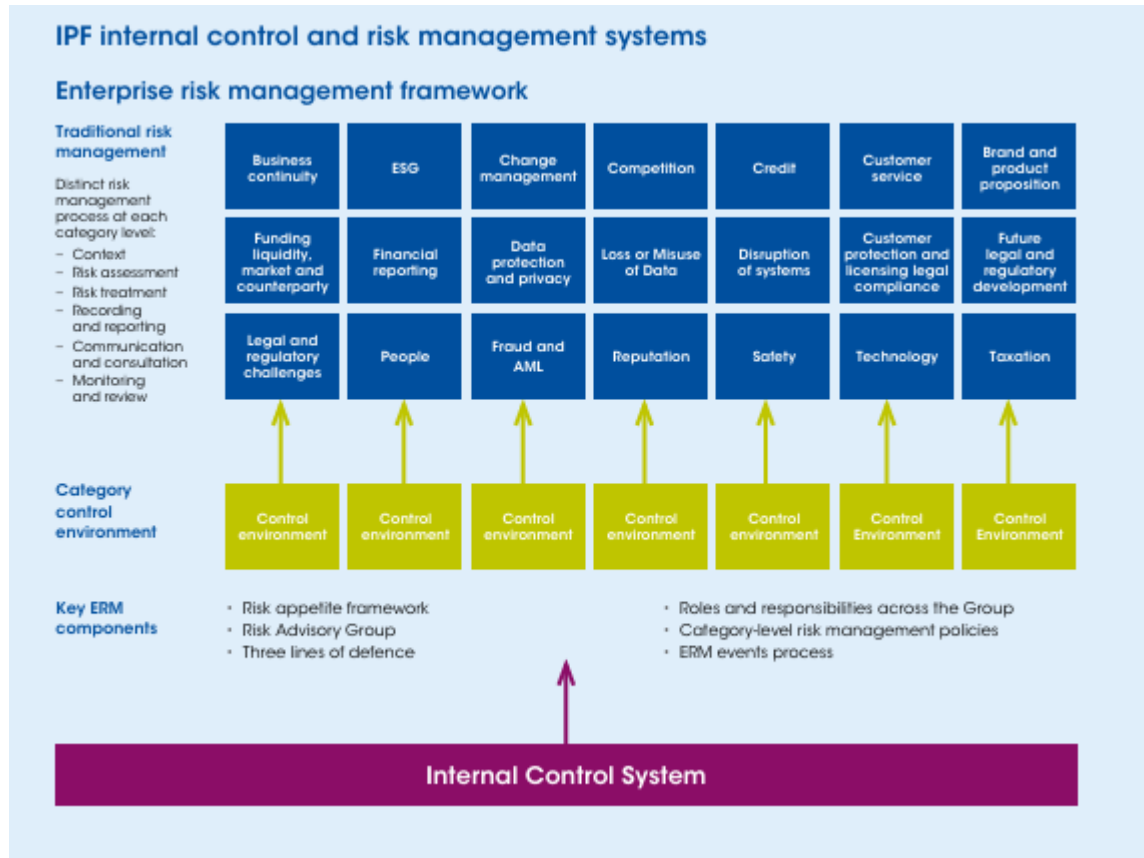 IPF internal control and risk management systems
Enterprise risk management framework
Traditional risk
management
Distinct risk
management
process at each
category level:
– Context
– Risk assessment
– Risk treatment
– Recording
and reporting
– Communication
and consultation
– Monitoring
and review
Business
continuity
ESG
Change
management
Competition
Credit
Customer
service
Brand and
product
proposition
Funding
liquidity,
market and
counterparty
Financial
reporting
Data
protection
and privacy
Loss or Misuse
of Data
Disruption
of systems
Customer
protection and
licensing legal
compliance
Future
legal and
regulatory
development
Legal and
regulatory
challenges
People
Fraud and
AML
Reputation
Safety
Technology
Taxation
Category
control
environment
Control
environment
Control
environment
Control
environment
Control
environment
Control
environment
Control
Environment
Control
Environment
Key ERM
components
• Risk appetite framework
• Risk Advisory Group
• Three lines of defence
• Roles and responsibilities across the Group
• Category-level risk management policies
• ERM events process
Internal Control System